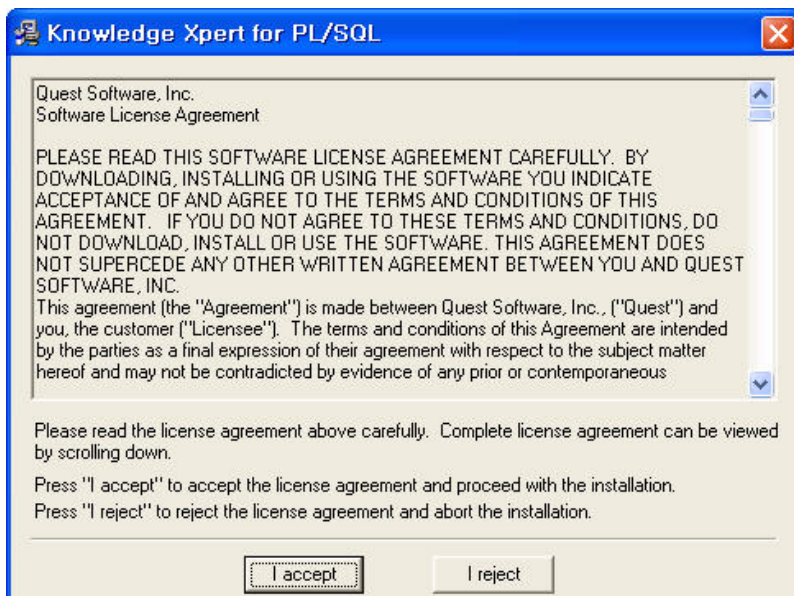 Knowledge Xpert for PL/SQL
Quest Software, Inc.
Software License Agreement
PLEASE READ THIS SOFTWARE LICENSE AGREEMENT CAREFULLY.  BY
DOWNLOADING, INSTALLING OR USING THE SOFTWARE YOU INDICATE
ACCEPTANCE OF AND AGREE TO THE TERMS AND CONDITIONS OF THIS
AGREEMENT.   IF YOU DO NOT AGREE TO THESE TERMS AND CONDITIONS, DO
NOT DOWNLOAD, INSTALL OR USE THE SOFTWARE. THIS AGREEMENT DOES
NOT SUPERCEDE ANY OTHER WRITTEN AGREEMENT BETWEEN YOU AND QUEST
SOFTWARE, INC.
This agreement (the "Agreement") is made between Quest Software, Inc., ("Quest") and
you, the customer ("Licensee").  The terms and conditions of this Agreement are intended
by the parties as a final expression of their agreement with respect to the subject matter
hereof and may not be contradicted by evidence of any prior or contemporaneous
Please read the license agreement above carefully.  Complete license agreement can be viewed
by scrolling down.
Press "I accept" to accept the license agreement and proceed with the installation.
Press "I reject" to reject the license agreement and abort the installation.
I accept
I reject